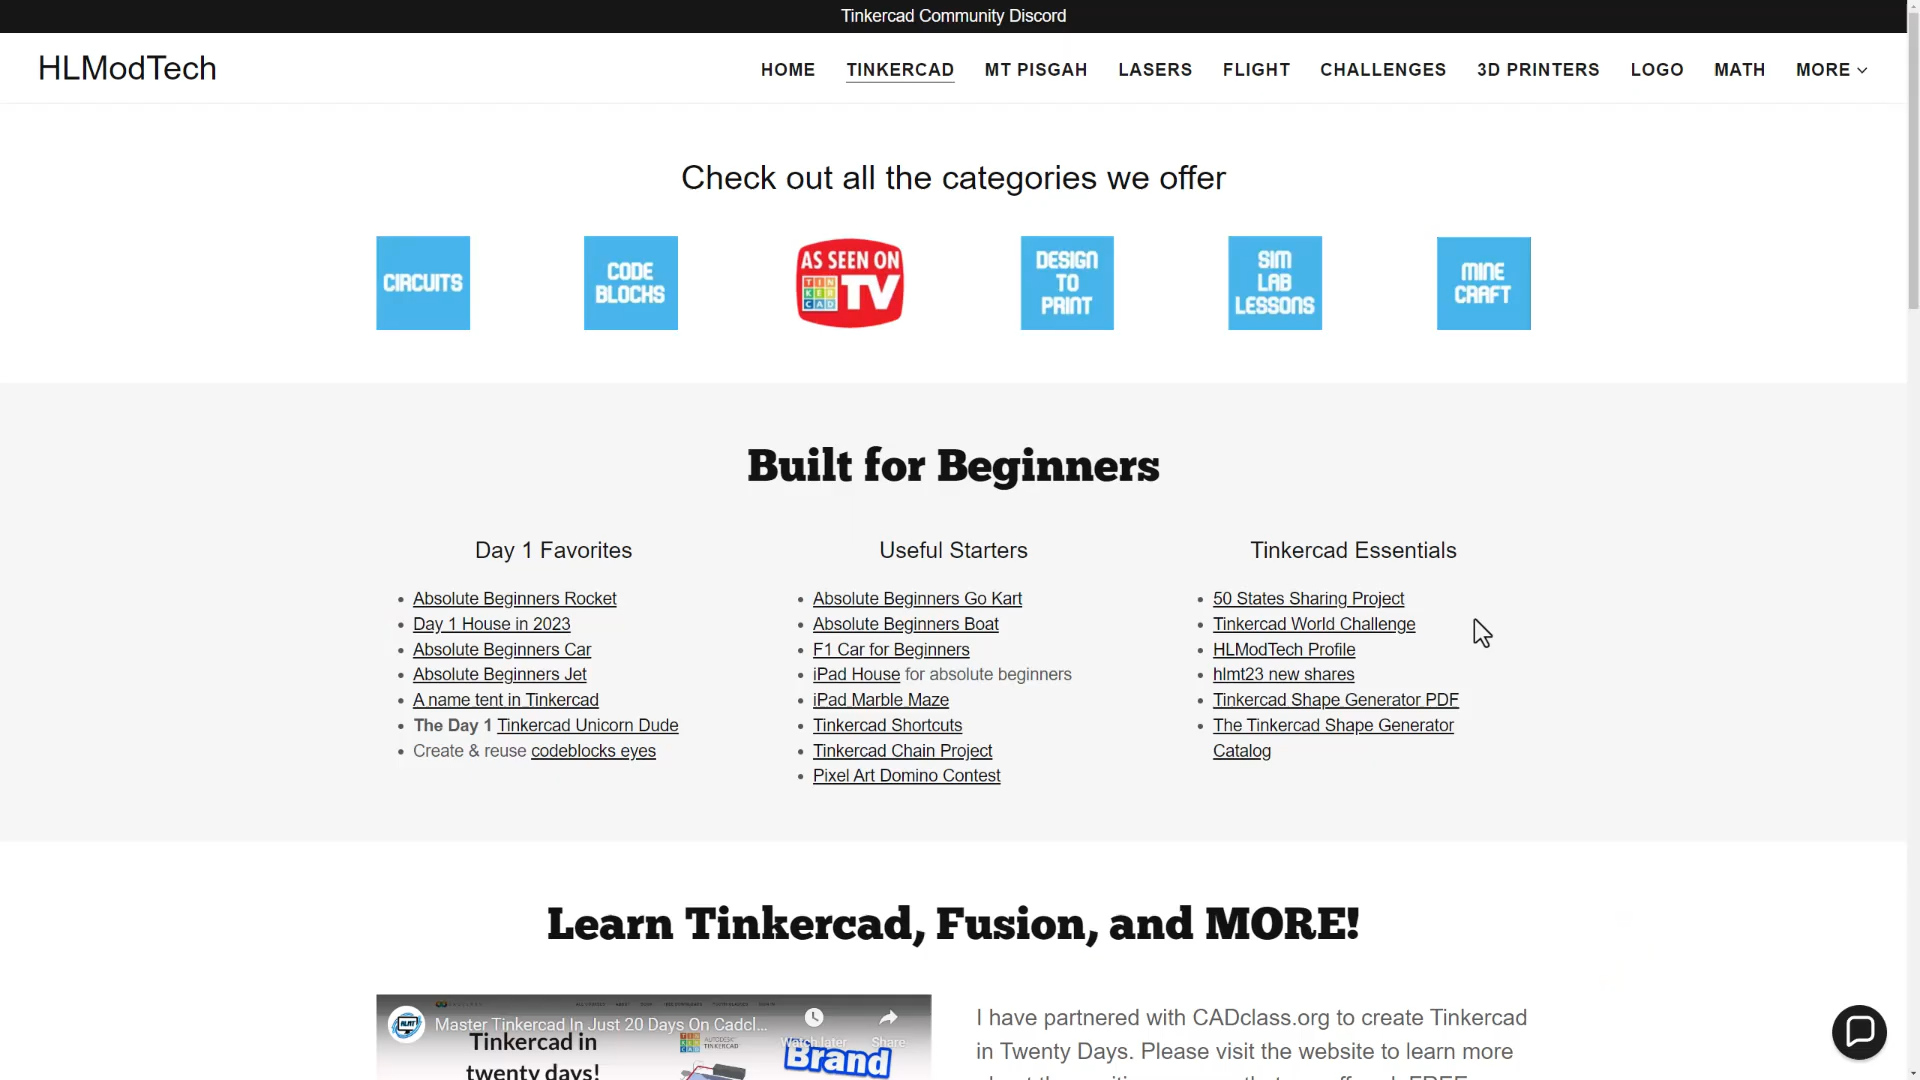 Tinkercad Community Discord
HLModTech
HOME TINKERCAD MT PISGAH LASERS FLIGHT CHALLENGES 3D PRINTERS LOGO MATH MORE
Check out all the categories we offer
CIRCUITS
CODE
BLOCKS
AS SEEN ON
TIN
KER
CAD
TV
DESIGN
TO
PRINT
SIM
LAB
LESSONS
MINE
CRAFT
Built for Beginners
Day 1 Favorites
Absolute Beginners Rocket
Day 1 House in 2023
Absolute Beginners Car
Absolute Beginners Jet
A name tent in Tinkercad
The Day 1 Tinkercad Unicorn Dude
Create & reuse codeblocks eyes
Useful Starters
Absolute Beginners Go Kart
Absolute Beginners Boat
F1 Car for Beginners
iPad House for absolute beginners
iPad Marble Maze
Tinkercad Shortcuts
Tinkercad Chain Project
Pixel Art Domino Contest
Tinkercad Essentials
50 States Sharing Project
Tinkercad World Challenge
HLModTech Profile
hlmt23 new shares
Tinkercad Shape Generator PDF
The Tinkercad Shape Generator
Catalog
Learn Tinkercad, Fusion, and MORE!
HLMT
Master Tinkercad In Just 20 Days On Cadcl...
Watch later
Share
Tinkercad in
twenty days!
AUTODESK
TINKERCAD
Brand
I have partnered with CADclass.org to create Tinkercad
in Twenty Days. Please visit the website to learn more